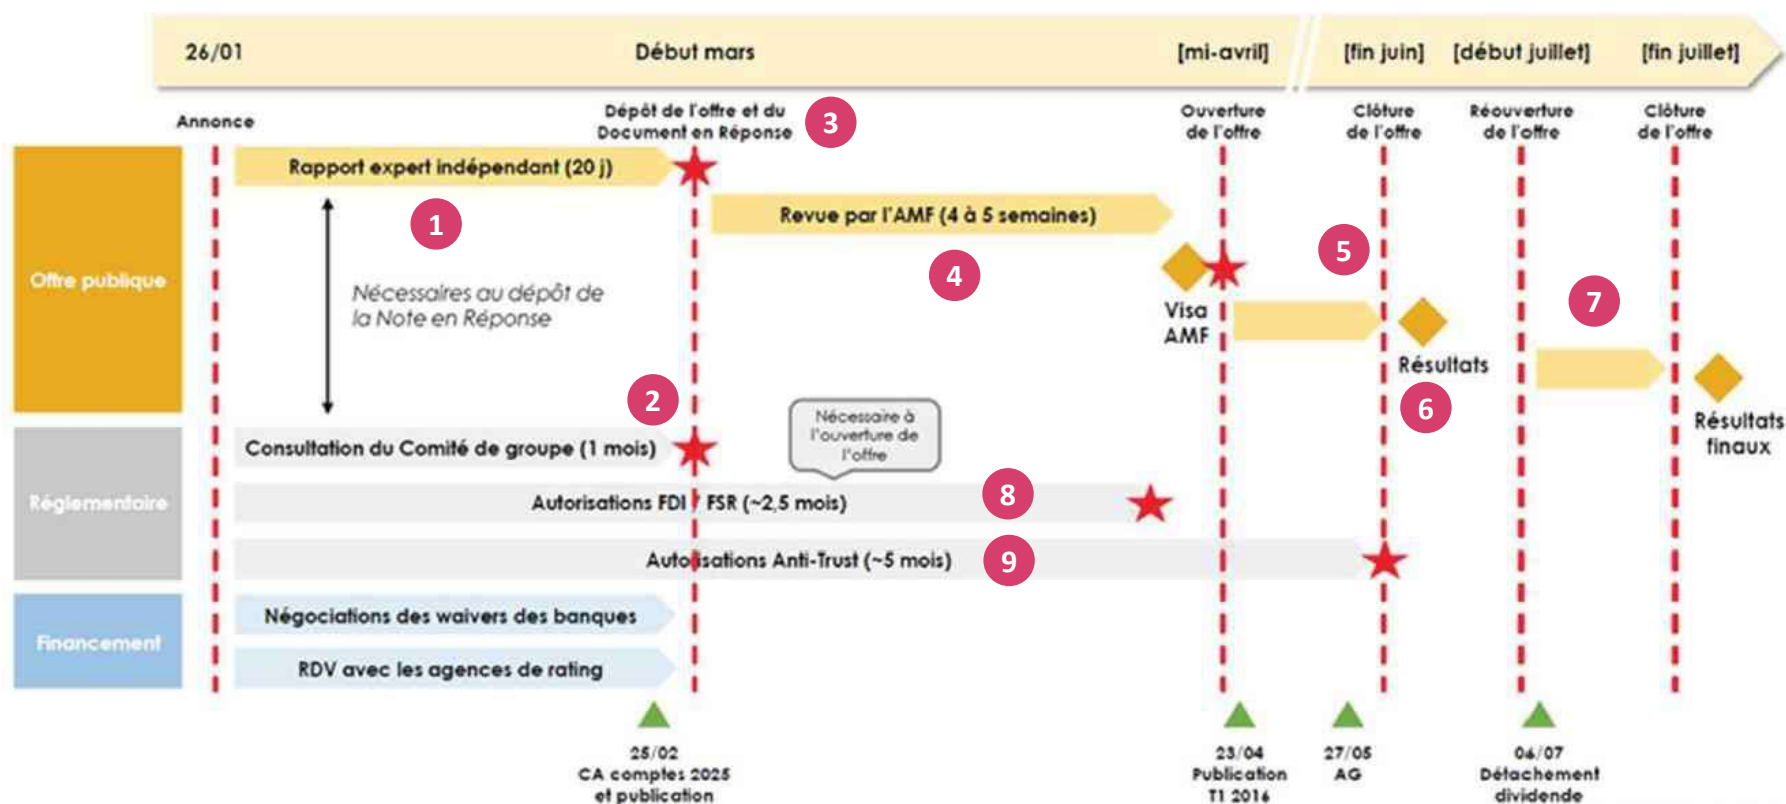 26/01
Début mars
[mi-avril]
[fin juin]
[début juillet]
[fin juillet]
Annonce
Dépôt de l'offre et du
Document en Réponse
3
Ouverture
de l'offre
Clôture
de l'offre
Réouverture
de l'offre
Clôture
de l'offre
Offre publique
Rapport expert indépendant (20 j)
1
Revue par l'AMF (4 à 5 semaines)
4
5
7
Nécessaires au dépôt de
la Note en Réponse
Visa
AMF
Résultats
6
Résultats
finaux
2
Nécessaire à
l'ouverture de
l'offre
Réglementaire
Consultation du Comité de groupe (1 mois)
Autorisations FDI / FSR (~2,5 mois)
8
Autorisations Anti-Trust (~5 mois)
9
Financement
Négociations des waivers des banques
RDV avec les agences de rating
25/02
CA comptes 2025
et publication
23/04
Publication
T1 2016
27/05
AG
06/07
Détachement
dividende